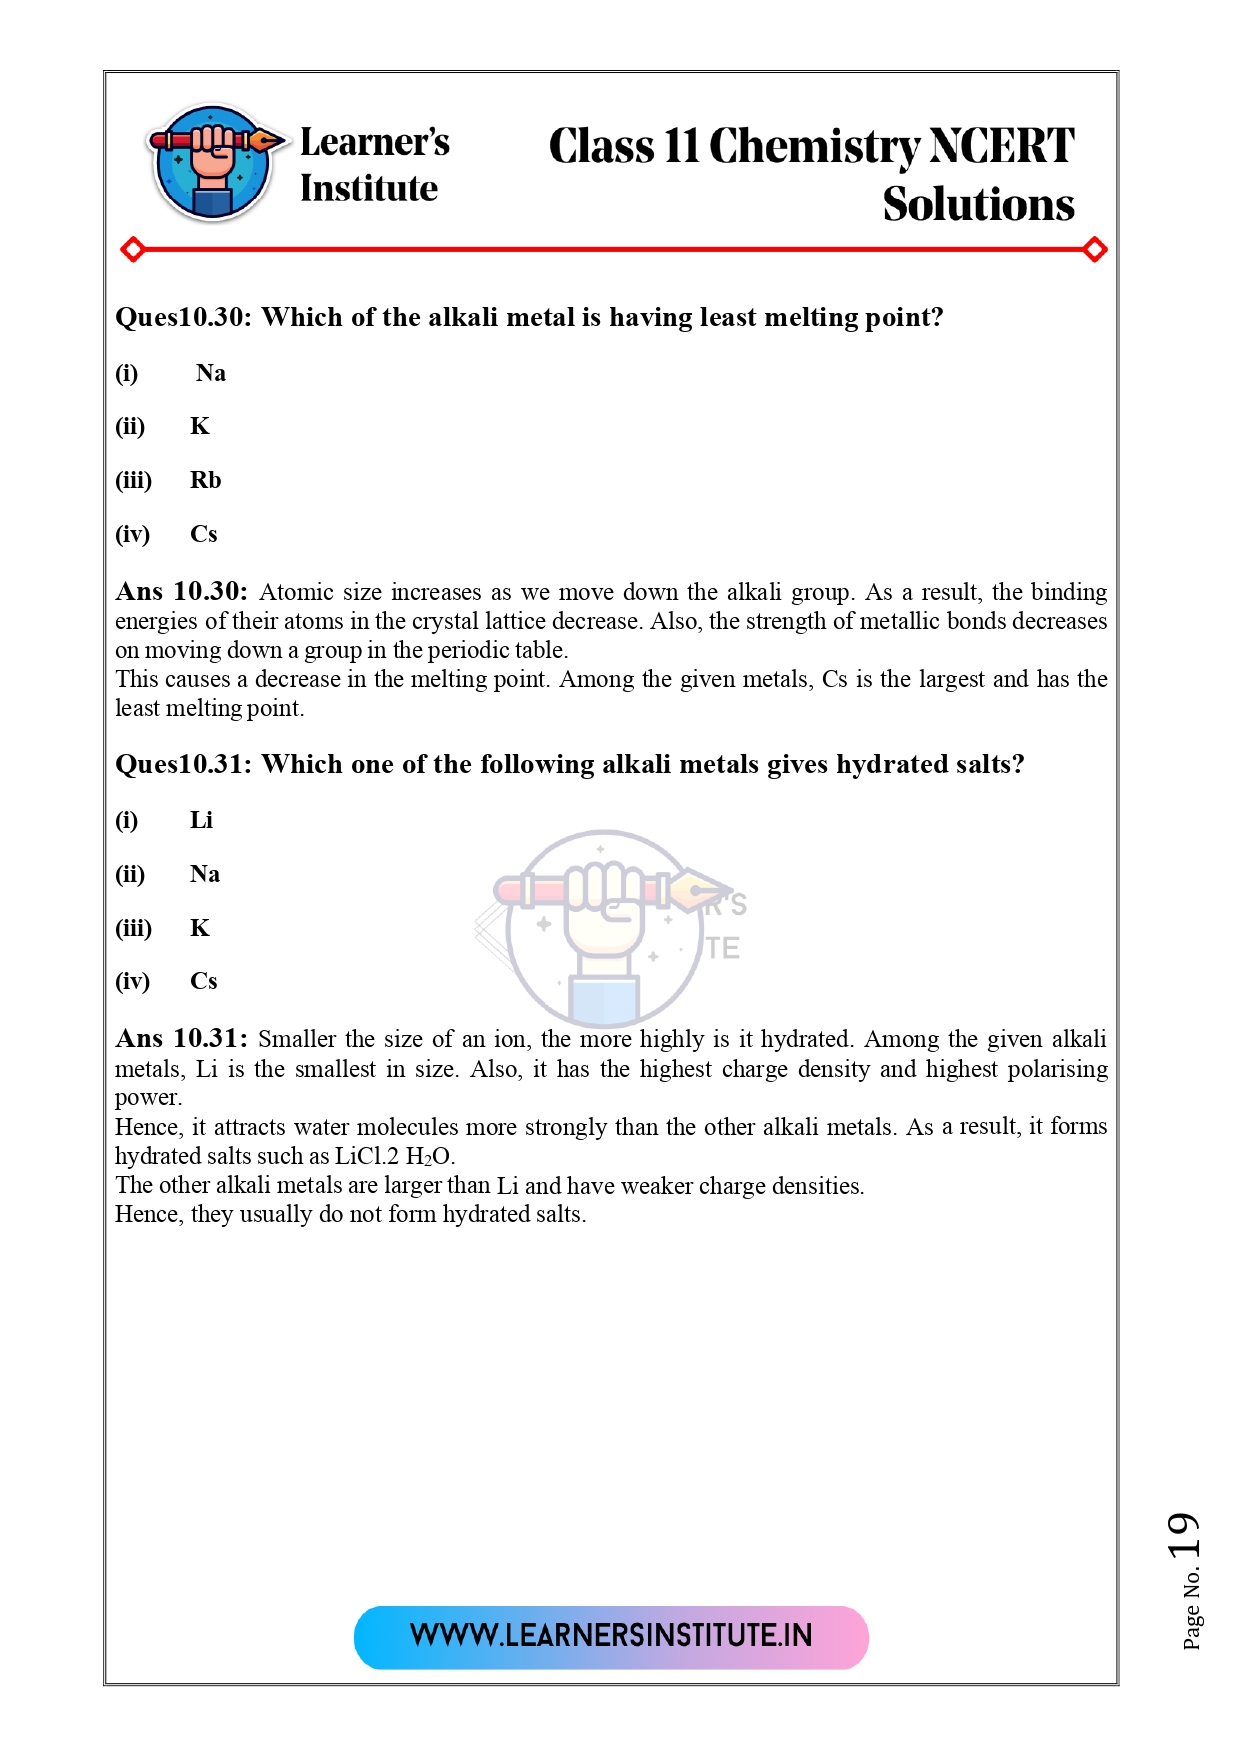 Learner's
Institute
Class 11 Chemistry NCERT
Solutions
Ques10.30: Which of the alkali metal is having least melting point?
(i) Na
(ii) K
(iii) Rb
(iv) Cs
Ans 10.30: Atomic size increases as we move down the alkali group. As a result, the binding
energies of their atoms in the crystal lattice decrease. Also, the strength of metallic bonds decreases
on moving down a group in the periodic table.
This causes a decrease in the melting point. Among the given metals, Cs is the largest and has the
least melting point.
Ques10.31: Which one of the following alkali metals gives hydrated salts?
(i) Li
(ii) Na
(iii) K
(iv) Cs
R'S
TE
Ans 10.31: Smaller the size of an ion, the more highly is it hydrated. Among the given alkali
metals, Li is the smallest in size. Also, it has the highest charge density and highest polarising
power.
Hence, it attracts water molecules more strongly than the other alkali metals. As a result, it forms
hydrated salts such as LiCl.2 H₂O.
The other alkali metals are larger than Li and have weaker charge densities.
Hence, they usually do not form hydrated salts.
Page No. 19
WWW.LEARNERSINSTITUTE.IN